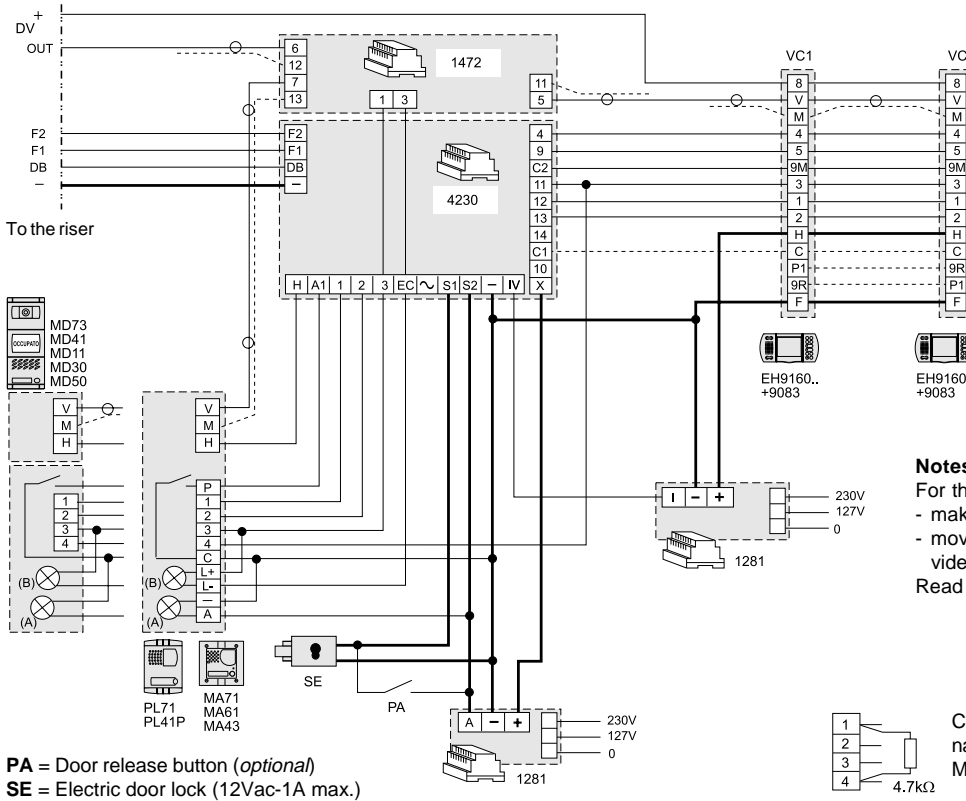 +
DV
OUT
F2
F1
DB
–
To the riser
6
12
7
13
1472
1 3
11
5
F2
F1
DB
–
4230
4
9
C2
11
12
13
14
C1
10
X
H A1 1 2 3 EC ~ S1 S2 – IV
VC1
8
V
M
4
5
9M
3
1
2
H
C
P1
9R
F
EH9160..
+9083
VC
8
V
M
4
5
9M
3
1
2
H
C
9R
P1
F
EH9160
+9083
OCCUPATO
MD73
MD41
MD11
MD30
MD50
V
M
H
1
2
3
4
(B)
(A)
V
M
H
P
1
2
3
4
C
L+
L-
–
A
(B)
(A)
PL71
PL41P
MA71
MA61
MA43
SE
PA
I – +
230V
127V
0
1281
A – +
230V
127V
0
1281
Notes
For th
- mak
- mov
vide
Read
1
2
3
4
4.7kΩ
C
na
M
PA = Door release button (optional)
SE = Electric door lock (12Vac-1A max.)